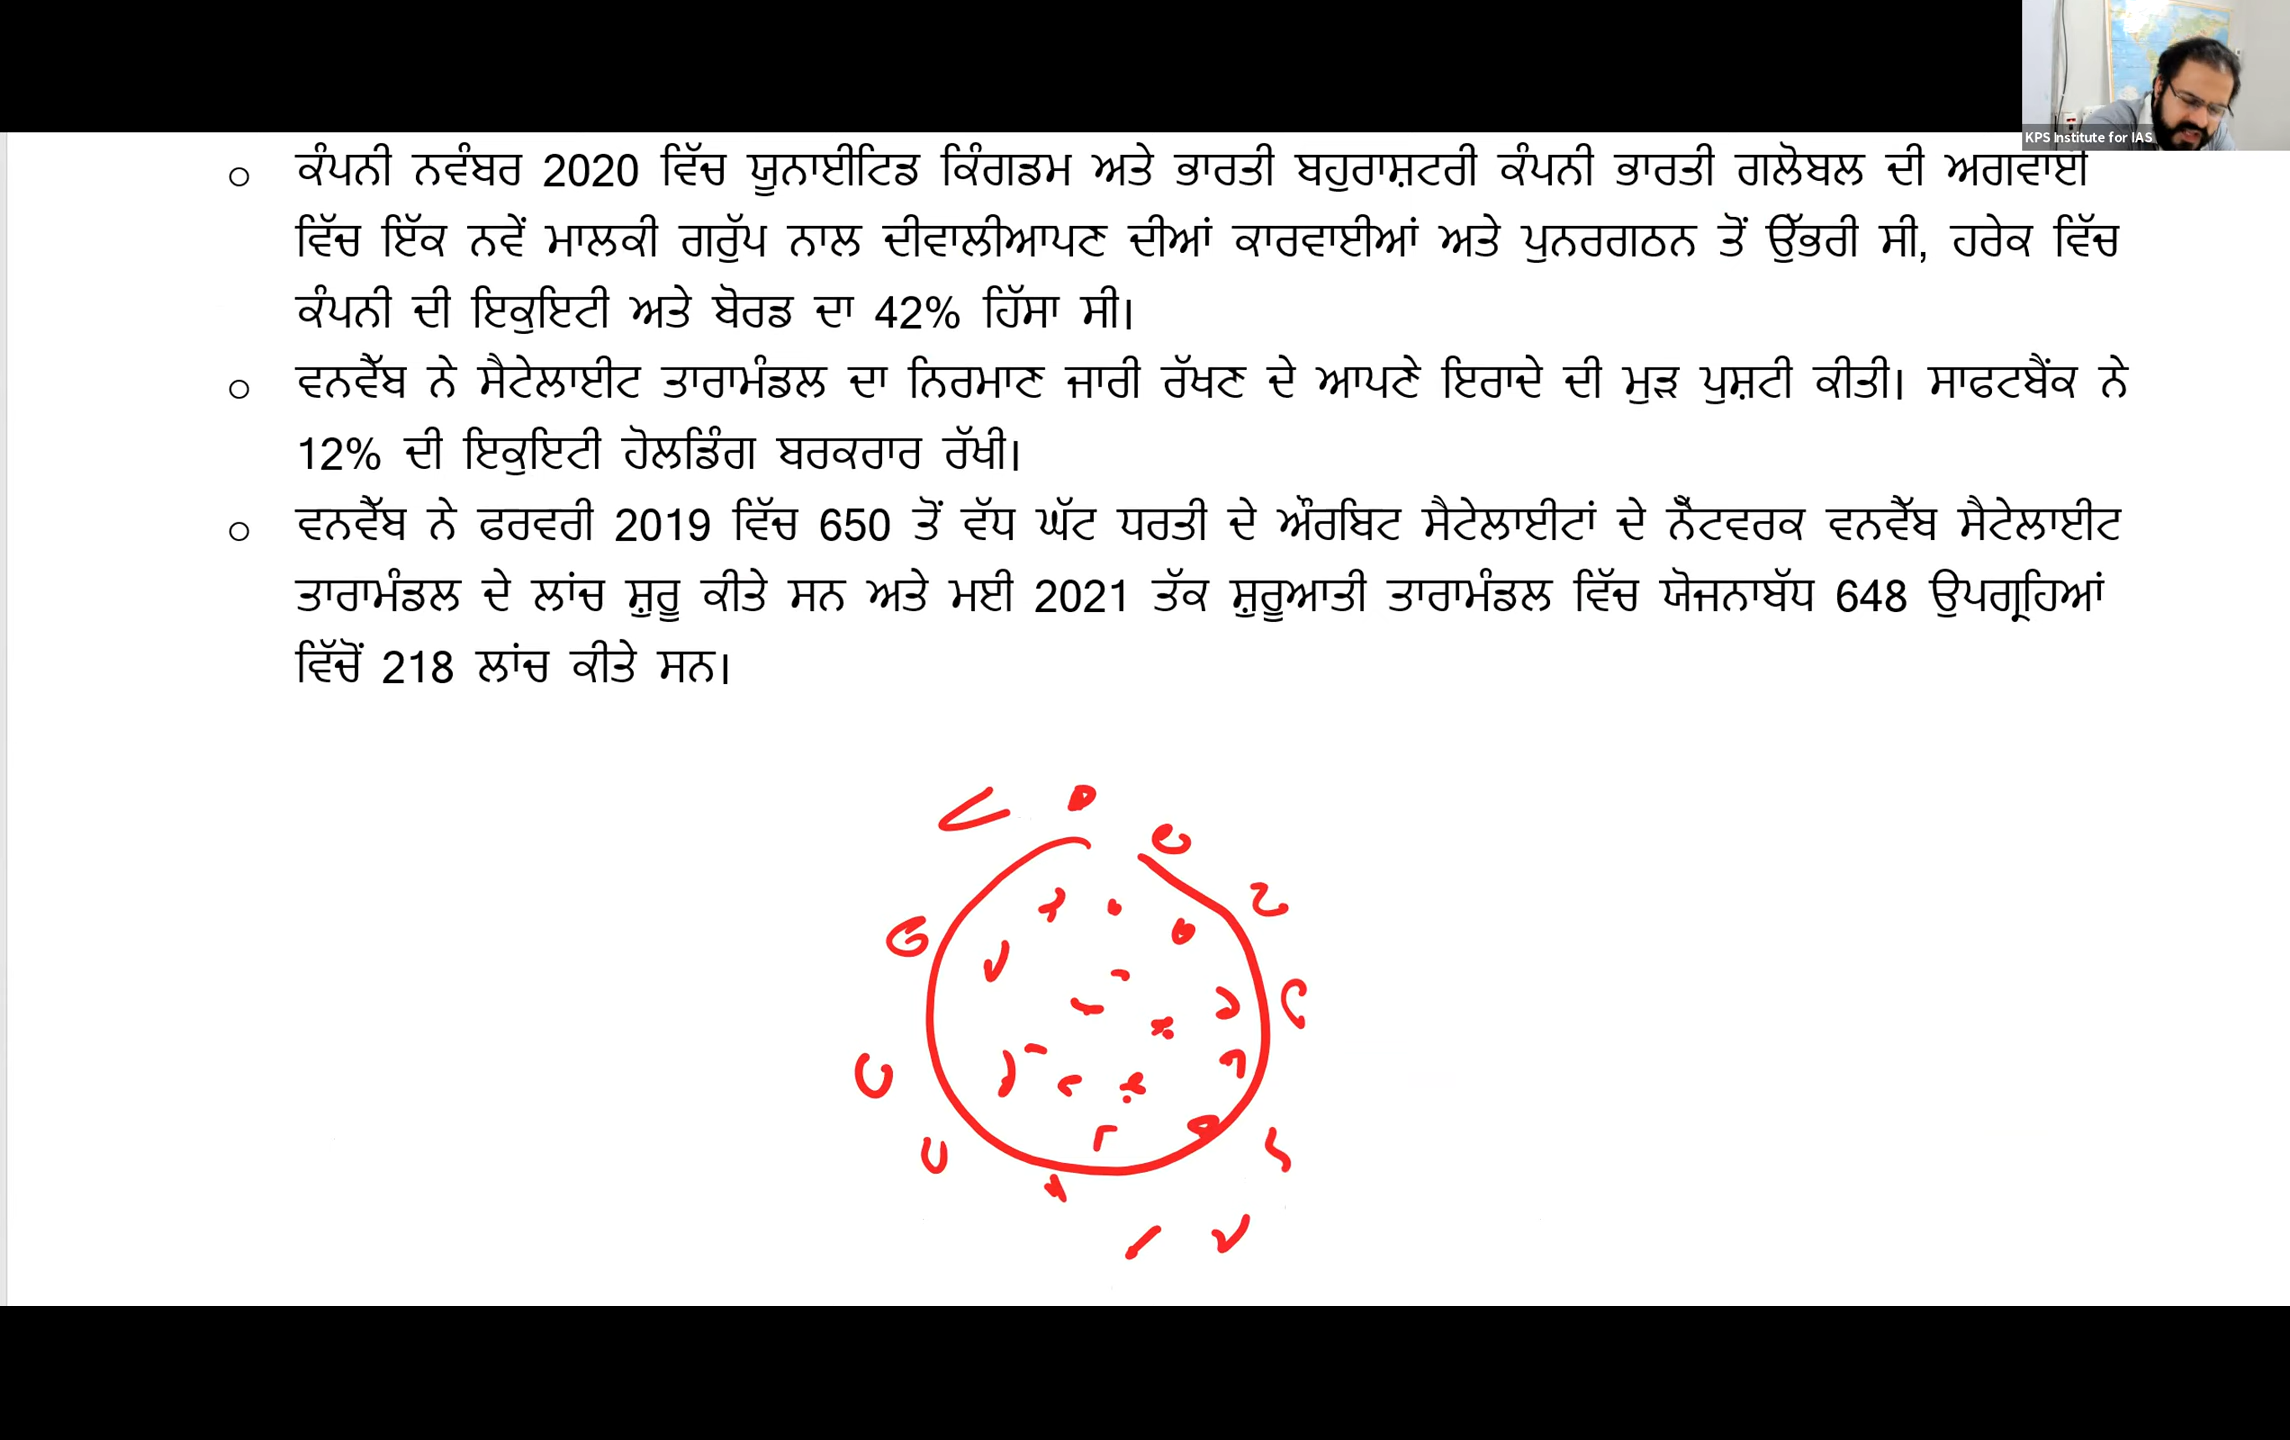 KPS Institute for IAS
○ ਕੰਪਨੀ ਨਵੰਬਰ 2020 ਵਿੱਚ ਯੂਨਾਈਟਿਡ ਕਿੰਗਡਮ ਅਤੇ ਭਾਰਤੀ ਬਹੁਰਾਸ਼ਟਰੀ ਕੰਪਨੀ ਭਾਰਤੀ ਗਲੋਬਲ ਦੀ ਅਗਵਾਈ
ਵਿੱਚ ਇੱਕ ਨਵੇਂ ਮਾਲਕੀ ਗਰੁੱਪ ਨਾਲ ਦੀਵਾਲੀਆਪਣ ਦੀਆਂ ਕਾਰਵਾਈਆਂ ਅਤੇ ਪੁਨਰਗਠਨ ਤੋਂ ਉੱਭਰੀ ਸੀ, ਹਰੇਕ ਵਿੱਚ
ਕੰਪਨੀ ਦੀ ਇਕੁਇਟੀ ਅਤੇ ਬੋਰਡ ਦਾ 42% ਹਿੱਸਾ ਸੀ।
○ ਵਨਵੈੱਬ ਨੇ ਸੈਟੇਲਾਈਟ ਤਾਰਾਮੰਡਲ ਦਾ ਨਿਰਮਾਣ ਜਾਰੀ ਰੱਖਣ ਦੇ ਆਪਣੇ ਇਰਾਦੇ ਦੀ ਮੁੜ ਪੁਸ਼ਟੀ ਕੀਤੀ। ਸਾਫਟਬੈਂਕ ਨੇ
12% ਦੀ ਇਕੁਇਟੀ ਹੋਲਡਿੰਗ ਬਰਕਰਾਰ ਰੱਖੀ।
○ ਵਨਵੈੱਬ ਨੇ ਫਰਵਰੀ 2019 ਵਿੱਚ 650 ਤੋਂ ਵੱਧ ਘੱਟ ਧਰਤੀ ਦੇ ਔਰਬਿਟ ਸੈਟੇਲਾਈਟਾਂ ਦੇ ਨੈੱਟਵਰਕ ਵਨਵੈੱਬ ਸੈਟੇਲਾਈਟ
ਤਾਰਾਮੰਡਲ ਦੇ ਲਾਂਚ ਸ਼ੁਰੂ ਕੀਤੇ ਸਨ ਅਤੇ ਮਈ 2021 ਤੱਕ ਸ਼ੁਰੂਆਤੀ ਤਾਰਾਮੰਡਲ ਵਿੱਚ ਯੋਜਨਾਬੱਧ 648 ਉਪਗ੍ਰਹਿਆਂ
ਵਿੱਚੋਂ 218 ਲਾਂਚ ਕੀਤੇ ਸਨ।